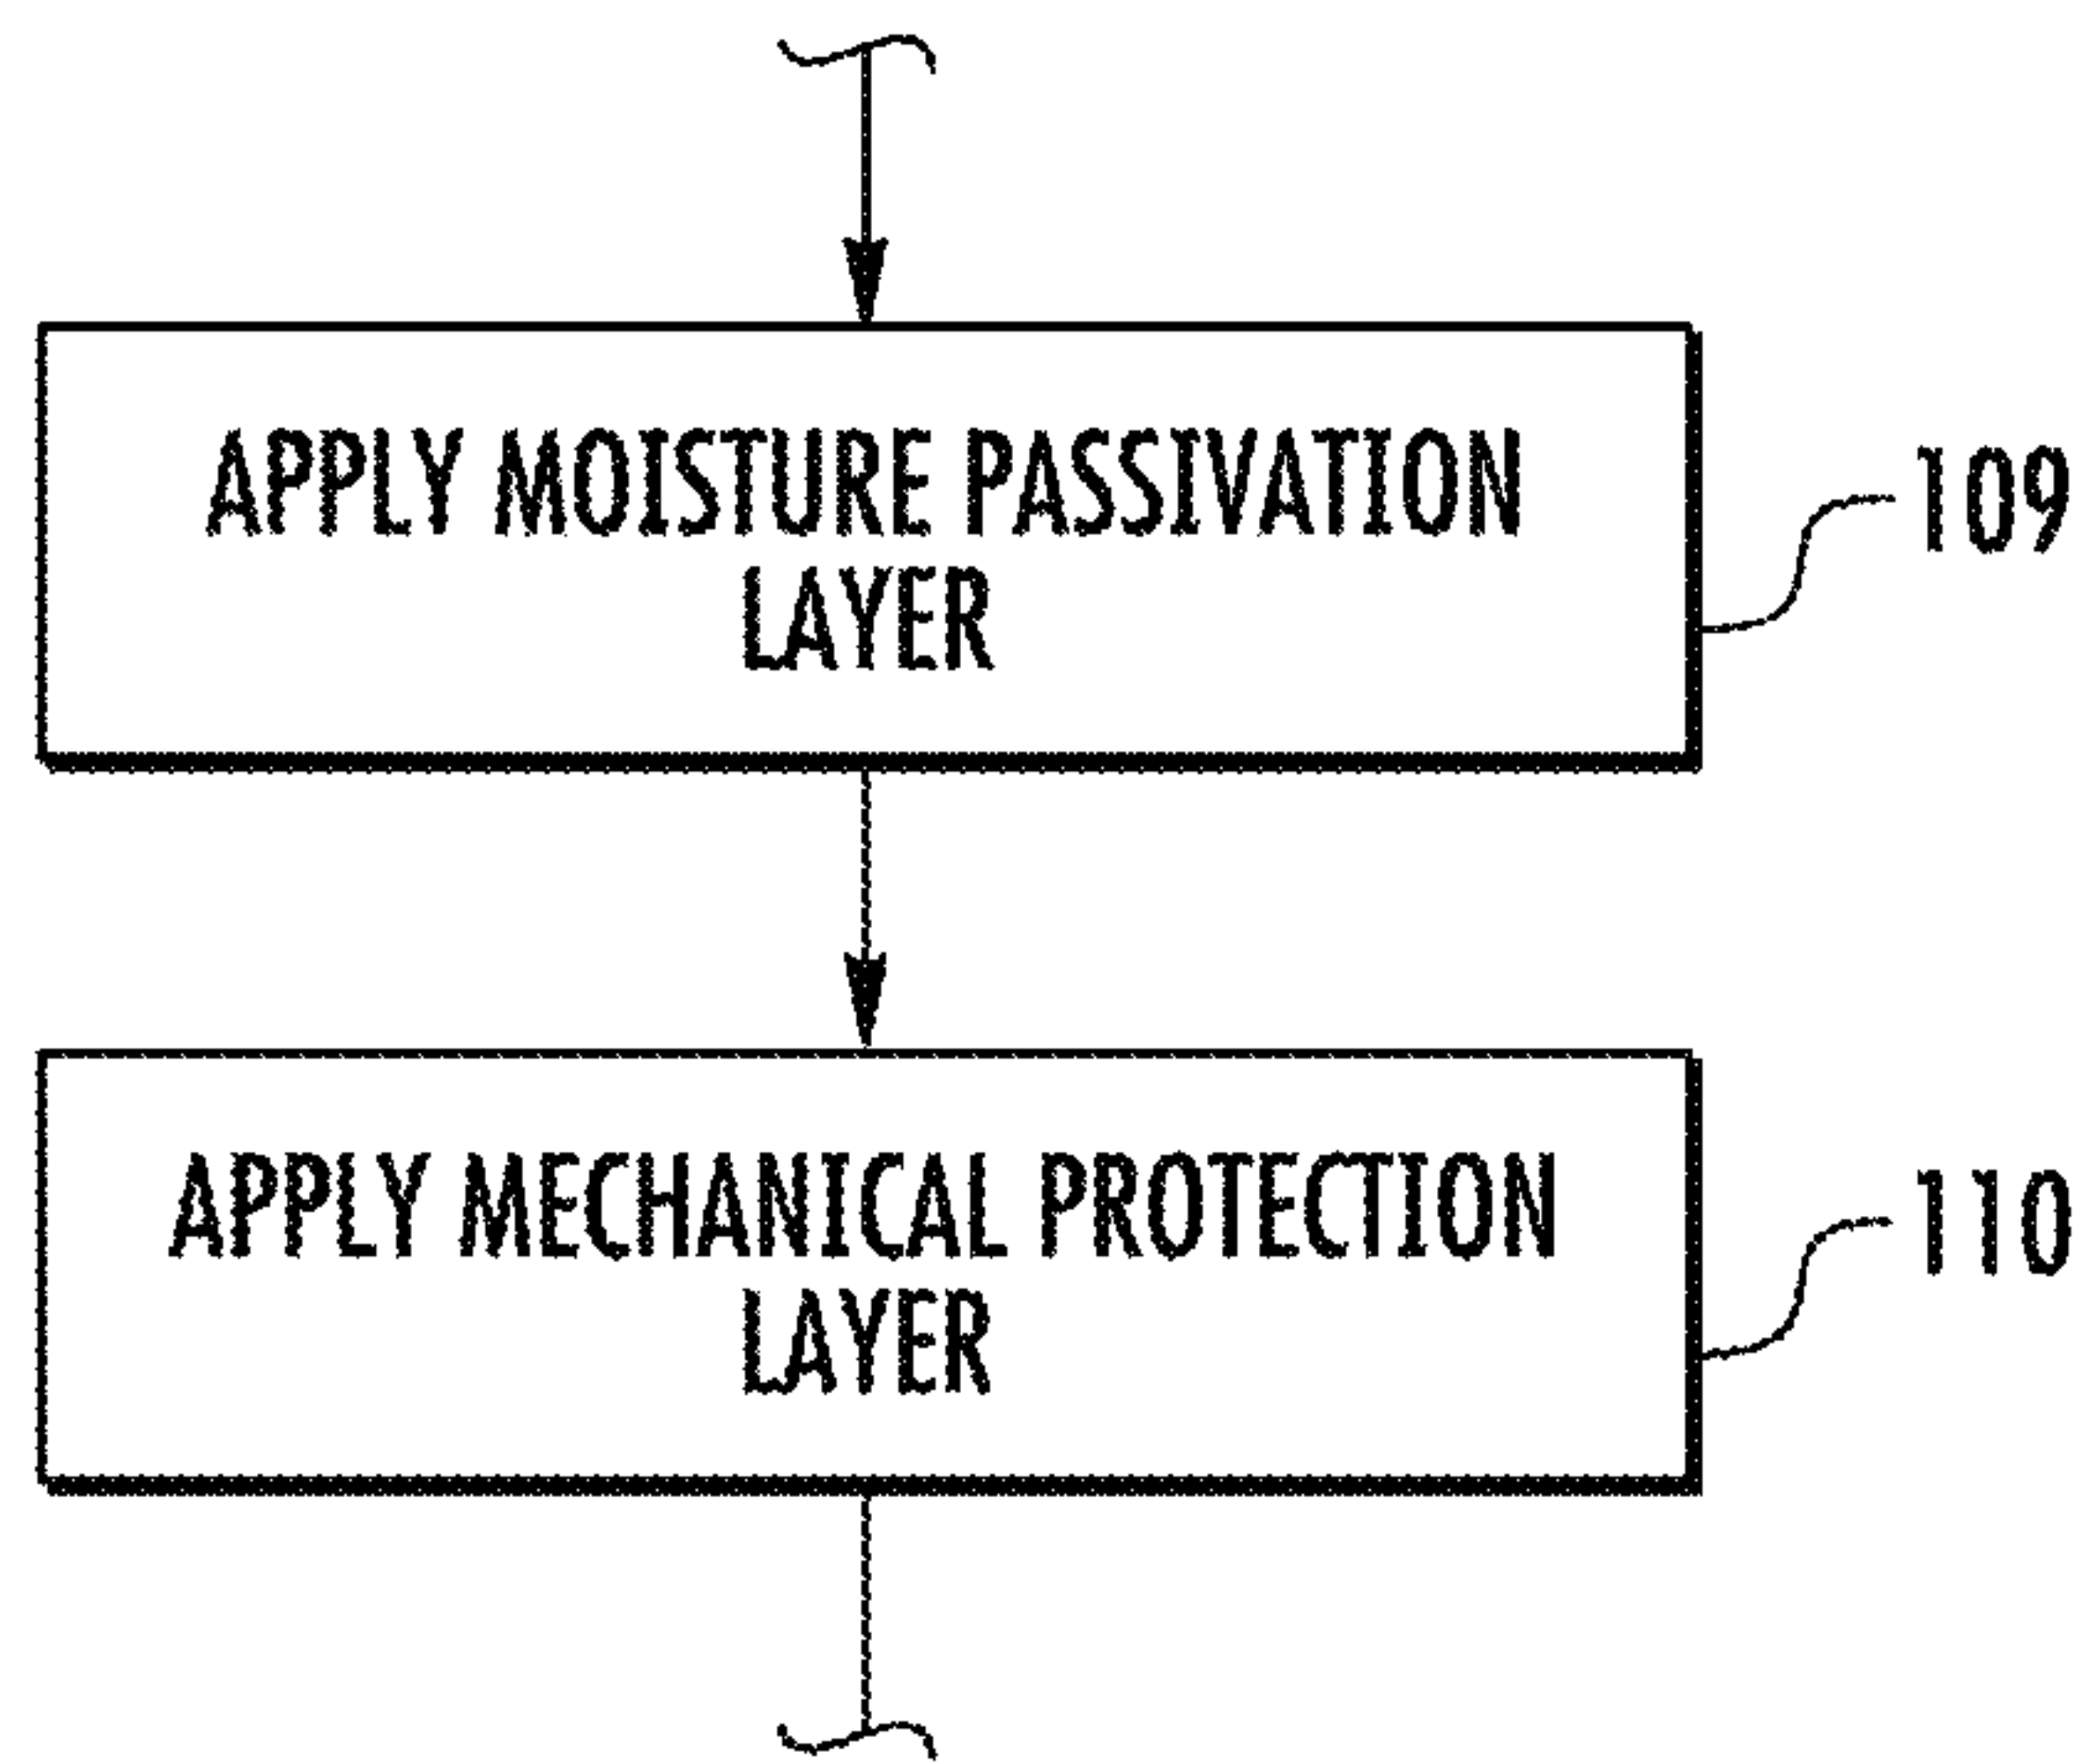 APPLY MOISTURE PASSIVATION
LAYER
109
APPLY MECHANICAL PROTECTION
LAYER
110